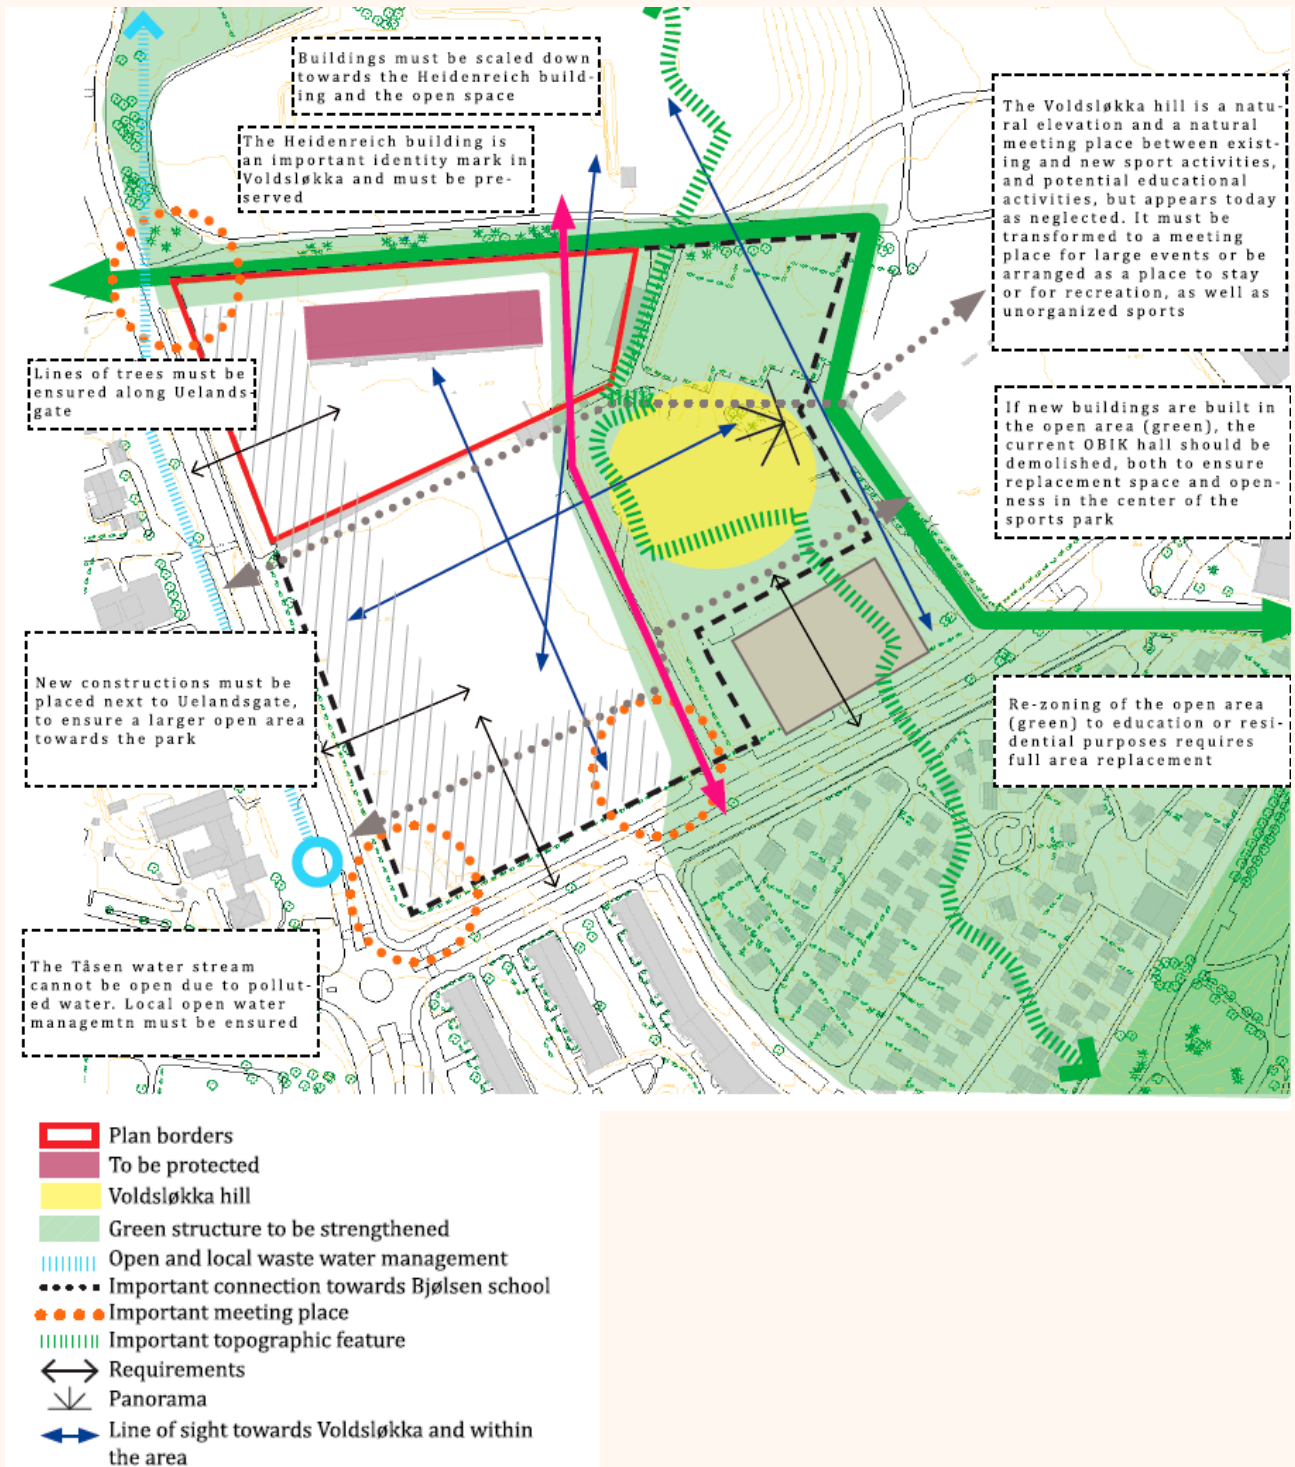 Buildings must be scaled down
towards the Heidenreich build-
ing and the open space
The Heidenreich building is
an important identity mark in
Voldsløkka and must be pre-
served
The Voldsløkka hill is a natu-
ral elevation and a natural
meeting place between exist-
ing and new sport activities,
and potential educational
activities, but appears today
as neglected. It must be
transformed to a meeting
place for large events or be
arranged as a place to stay
or for recreation, as well as
unorganized sports
Lines of trees must be
ensured along Uelands-
gate
If new buildings are built in
the open area (green), the
current OBIK hall should be
demolished, both to ensure
replacement space and open-
ness in the center of the
sports park
New constructions must be
placed next to Uelandsgate,
to ensure a larger open area
towards the park
Re-zoning of the open area
(green) to education or resi-
dential purposes requires
full area replacement
The Tåsen water stream
cannot be open due to pollut-
ed water. Local open water
managemtn must be ensured
Plan borders
To be protected
Voldsløkka hill
Green structure to be strengthened
Open and local waste water management
Important connection towards Bjølsen school
Important meeting place
Important topographic feature
Requirements
Panorama
Line of sight towards Voldsløkka and within
the area